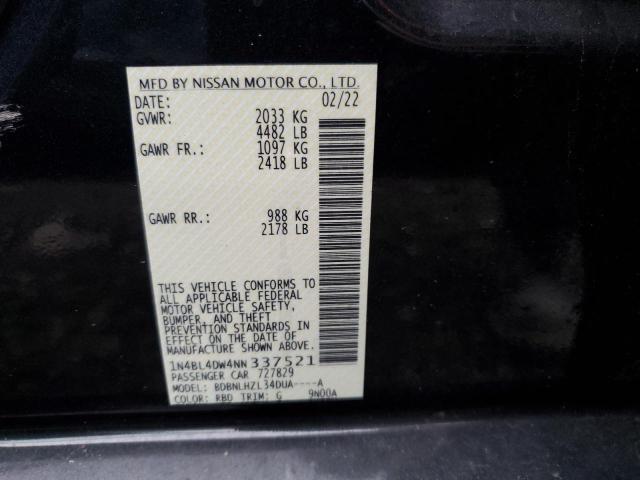 MFD BY NISSAN MOTOR CO., LTD.
DATE: 02/22
GVWR: 2033 KG
4482 LB
GAWR FR.: 1097 KG
2418 LB
GAWR RR.: 988 KG
2178 LB
THIS VEHICLE CONFORMS TO
ALL APPLICABLE FEDERAL
MOTOR VEHICLE SAFETY,
BUMPER, AND THEFT
PREVENTION STANDARDS IN
EFFECT ON THE DATE OF
MANUFACTURE SHOWN ABOVE.
1N4BL4DW4NN337521
PASSENGER CAR 727829
MODEL: BDBNLHZL34DUA----A
COLOR: RBD TRIM: G 9N00A